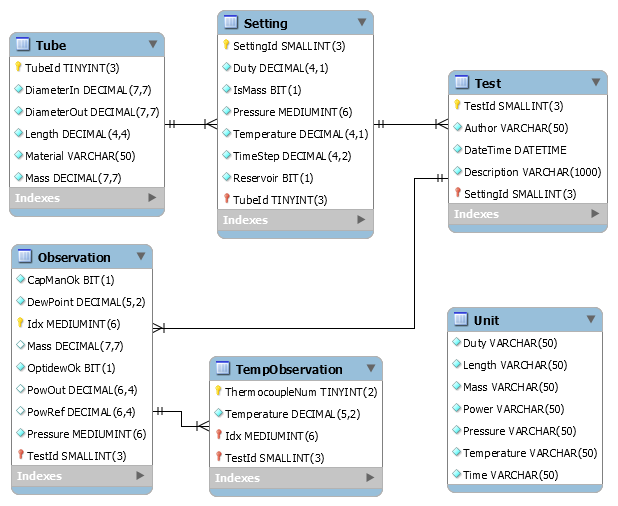 Tube
TubeId TINYINT(3)
DiameterIn DECIMAL(7,7)
DiameterOut DECIMAL(7,7)
Length DECIMAL(4,4)
Material VARCHAR(50)
Mass DECIMAL(7,7)
Indexes
Setting
SettingId SMALLINT(3)
Duty DECIMAL(4,1)
IsMass BIT(1)
Pressure MEDIUMINT(6)
Temperature DECIMAL(4,1)
TimeStep DECIMAL(4,2)
Reservoir BIT(1)
TubeId TINYINT(3)
Indexes
Test
TestId SMALLINT(3)
Author VARCHAR(50)
DateTime DATETIME
Description VARCHAR(1000)
SettingId SMALLINT(3)
Indexes
Observation
CapManOk BIT(1)
DewPoint DECIMAL(5,2)
Idx MEDIUMINT(6)
Mass DECIMAL(7,7)
OptidewOk BIT(1)
PowOut DECIMAL(6,4)
PowRef DECIMAL(6,4)
Pressure MEDIUMINT(6)
TestId SMALLINT(3)
Indexes
TempObservation
ThermocoupleNum TINYINT(2)
Temperature DECIMAL(5,2)
Idx MEDIUMINT(6)
TestId SMALLINT(3)
Indexes
Unit
Duty VARCHAR(50)
Length VARCHAR(50)
Mass VARCHAR(50)
Power VARCHAR(50)
Pressure VARCHAR(50)
Temperature VARCHAR(50)
Time VARCHAR(50)